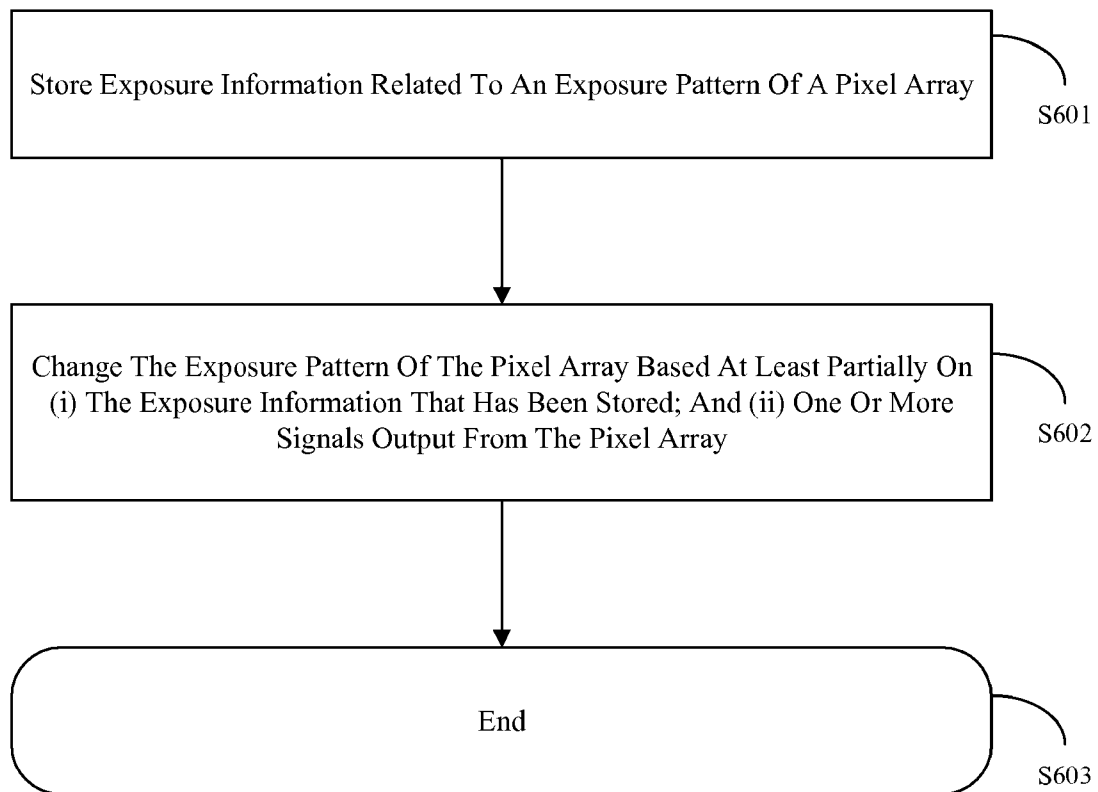 Store Exposure Information Related To An Exposure Pattern Of A Pixel Array
S601
Change The Exposure Pattern Of The Pixel Array Based At Least Partially On
(i) The Exposure Information That Has Been Stored; And (ii) One Or More
Signals Output From The Pixel Array
S602
End
S603